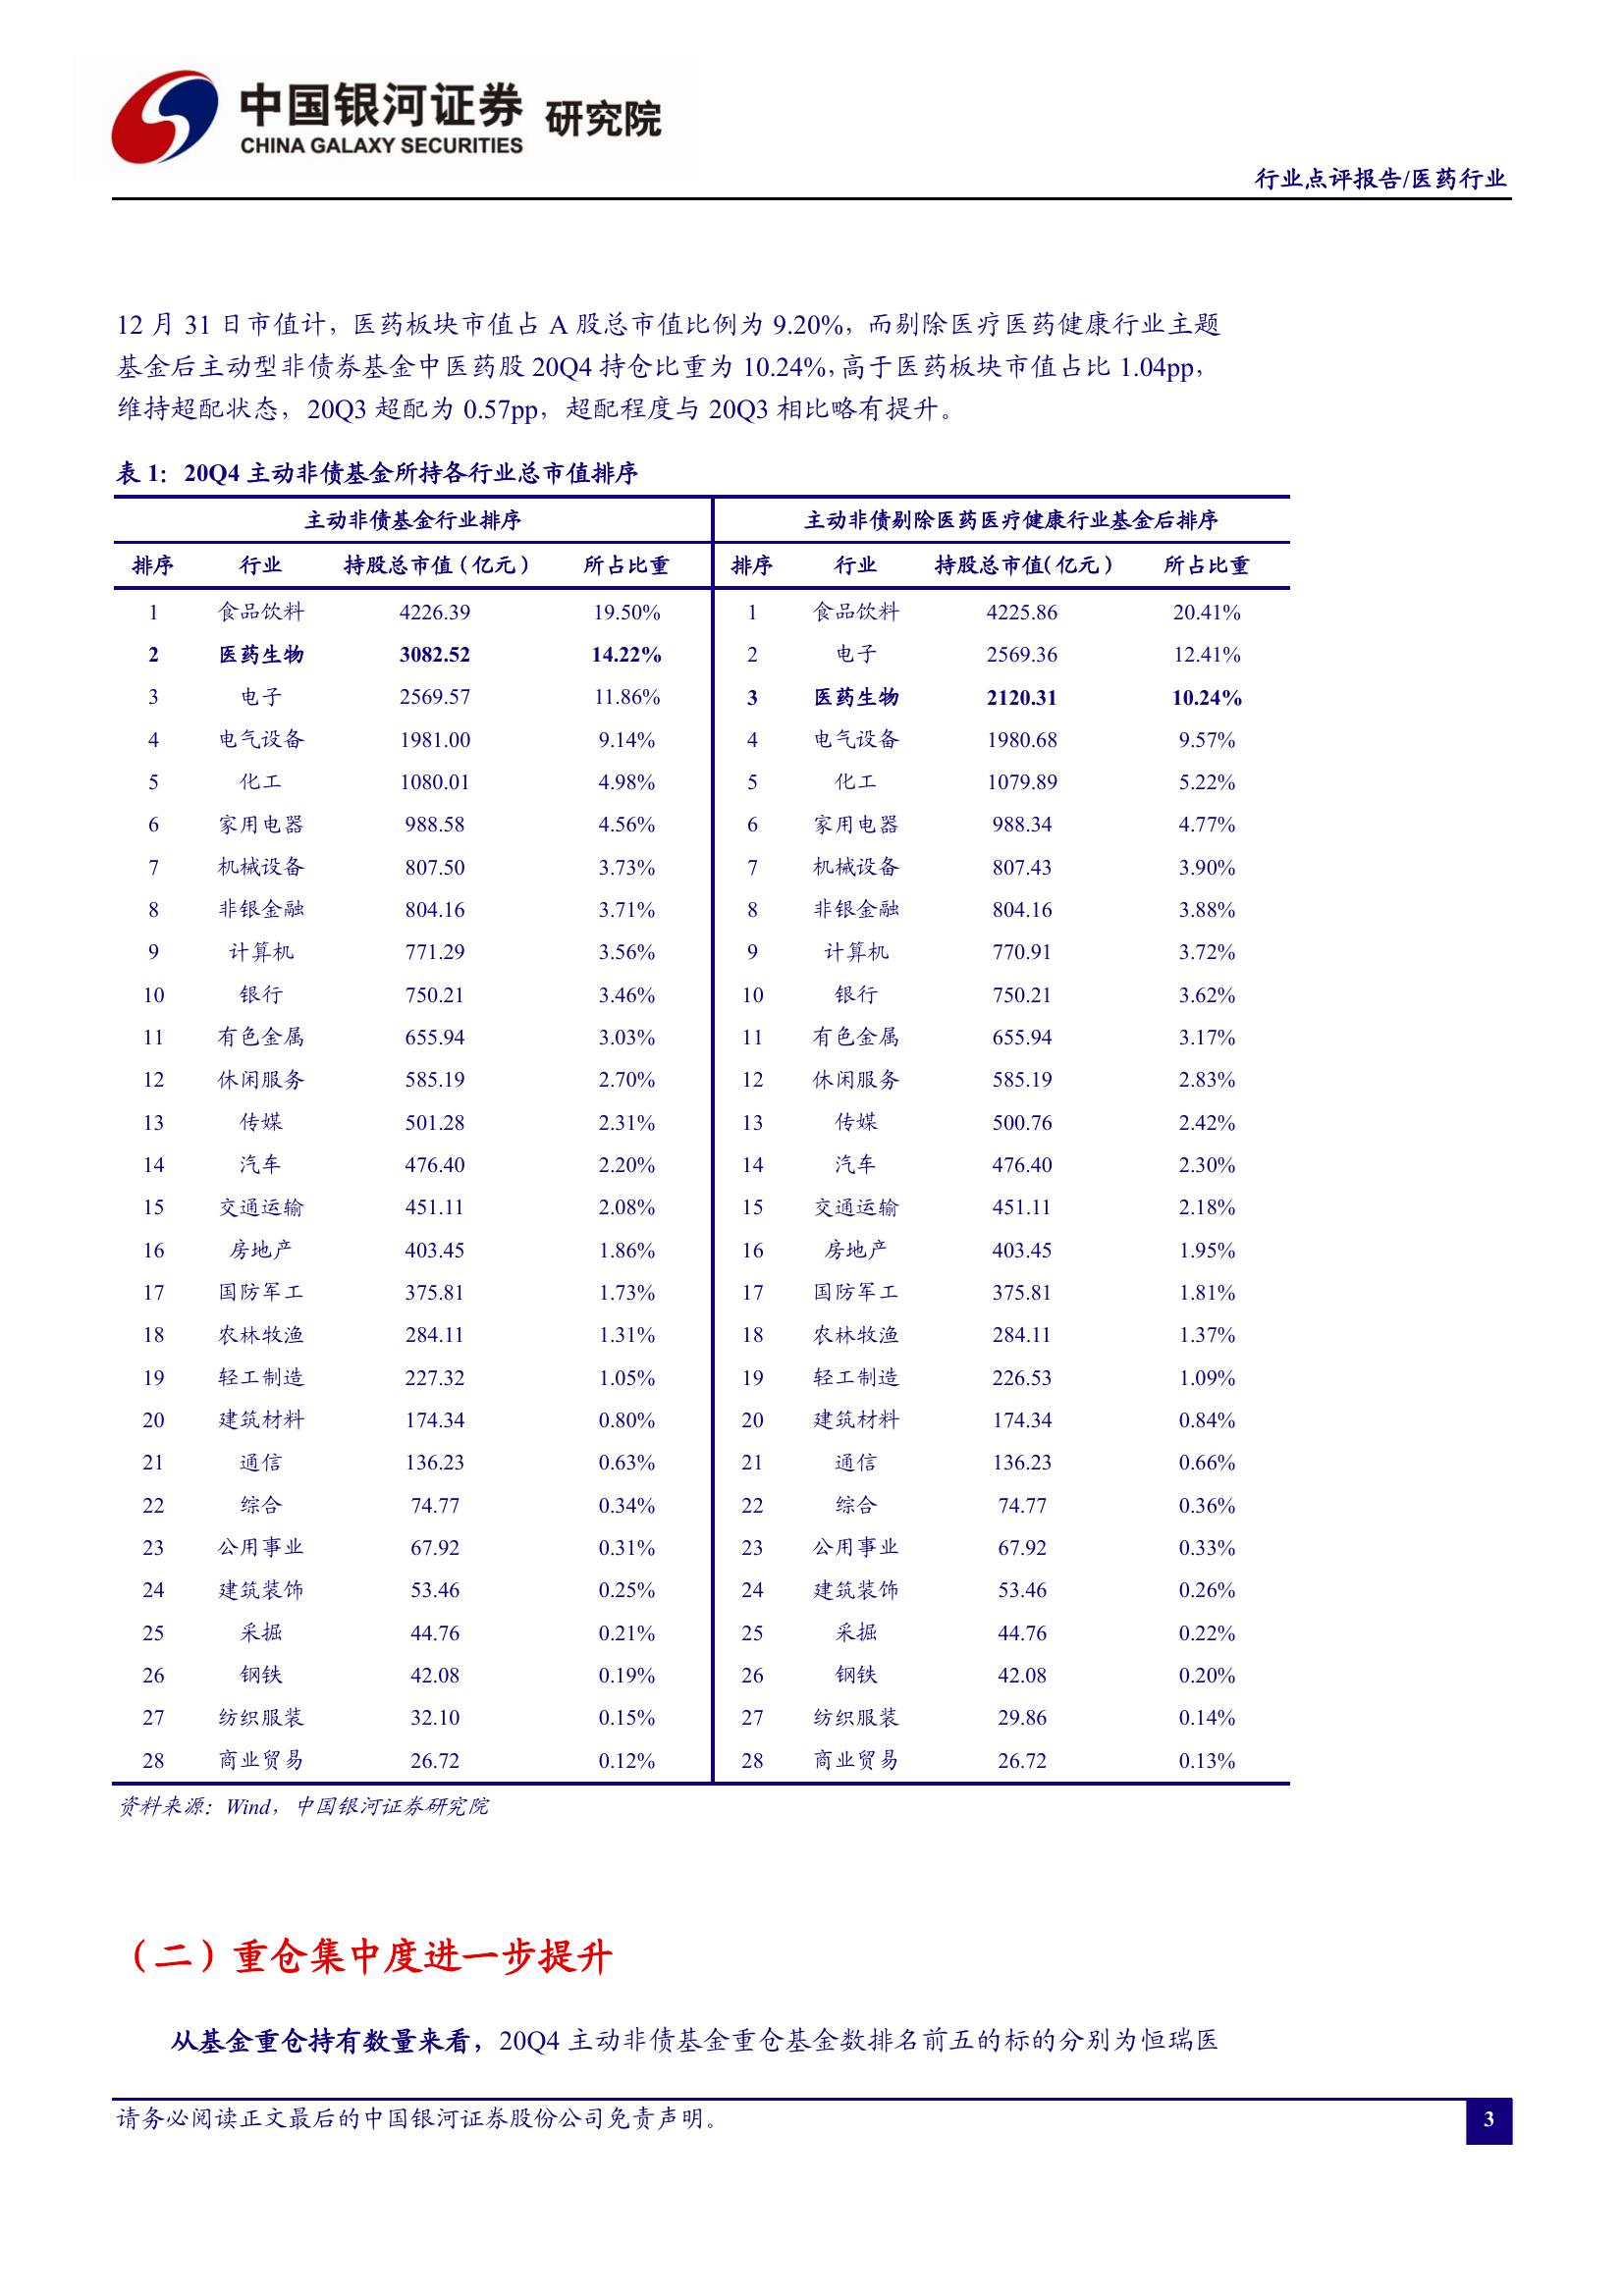 中国银河证券 研究院
CHINA GALAXY SECURITIES
行业点评报告/医药行业
12 月 31 日市值计，医药板块市值占 A 股总市值比例为 9.20%，而剔除医疗医药健康行业主题
基金后主动型非债券基金中医药股 20Q4 持仓比重为 10.24%，高于医药板块市值占比 1.04pp，
维持超配状态，20Q3 超配为 0.57pp，超配程度与 20Q3 相比略有提升。
表 1：20Q4 主动非债基金所持各行业总市值排序
主动非债基金行业排序 主动非债剔除医药医疗健康行业基金后排序
排序 行业 持股总市值（亿元） 所占比重 排序 行业 持股总市值（亿元） 所占比重
1 食品饮料 4226.39 19.50% 1 食品饮料 4225.86 20.41%
2 医药生物 3082.52 14.22% 2 电子 2569.36 12.41%
3 电子 2569.57 11.86% 3 医药生物 2120.31 10.24%
4 电气设备 1981.00 9.14% 4 电气设备 1980.68 9.57%
5 化工 1080.01 4.98% 5 化工 1079.89 5.22%
6 家用电器 988.58 4.56% 6 家用电器 988.34 4.77%
7 机械设备 807.50 3.73% 7 机械设备 807.43 3.90%
8 非银金融 804.16 3.71% 8 非银金融 804.16 3.88%
9 计算机 771.29 3.56% 9 计算机 770.91 3.72%
10 银行 750.21 3.46% 10 银行 750.21 3.62%
11 有色金属 655.94 3.03% 11 有色金属 655.94 3.17%
12 休闲服务 585.19 2.70% 12 休闲服务 585.19 2.83%
13 传媒 501.28 2.31% 13 传媒 500.76 2.42%
14 汽车 476.40 2.20% 14 汽车 476.40 2.30%
15 交通运输 451.11 2.08% 15 交通运输 451.11 2.18%
16 房地产 403.45 1.86% 16 房地产 403.45 1.95%
17 国防军工 375.81 1.73% 17 国防军工 375.81 1.81%
18 农林牧渔 284.11 1.31% 18 农林牧渔 284.11 1.37%
19 轻工制造 227.32 1.05% 19 轻工制造 226.53 1.09%
20 建筑材料 174.34 0.80% 20 建筑材料 174.34 0.84%
21 通信 136.23 0.63% 21 通信 136.23 0.66%
22 综合 74.77 0.34% 22 综合 74.77 0.36%
23 公用事业 67.92 0.31% 23 公用事业 67.92 0.33%
24 建筑装饰 53.46 0.25% 24 建筑装饰 53.46 0.26%
25 采掘 44.76 0.21% 25 采掘 44.76 0.22%
26 钢铁 42.08 0.19% 26 钢铁 42.08 0.20%
27 纺织服装 32.10 0.15% 27 纺织服装 29.86 0.14%
28 商业贸易 26.72 0.12% 28 商业贸易 26.72 0.13%
资料来源：Wind，中国银河证券研究院
（二）重仓集中度进一步提升
从基金重仓持有数量来看，20Q4 主动非债基金重仓基金数排名前五的标的分别为恒瑞医
请务必阅读正文最后的中国银河证券股份公司免责声明。
3